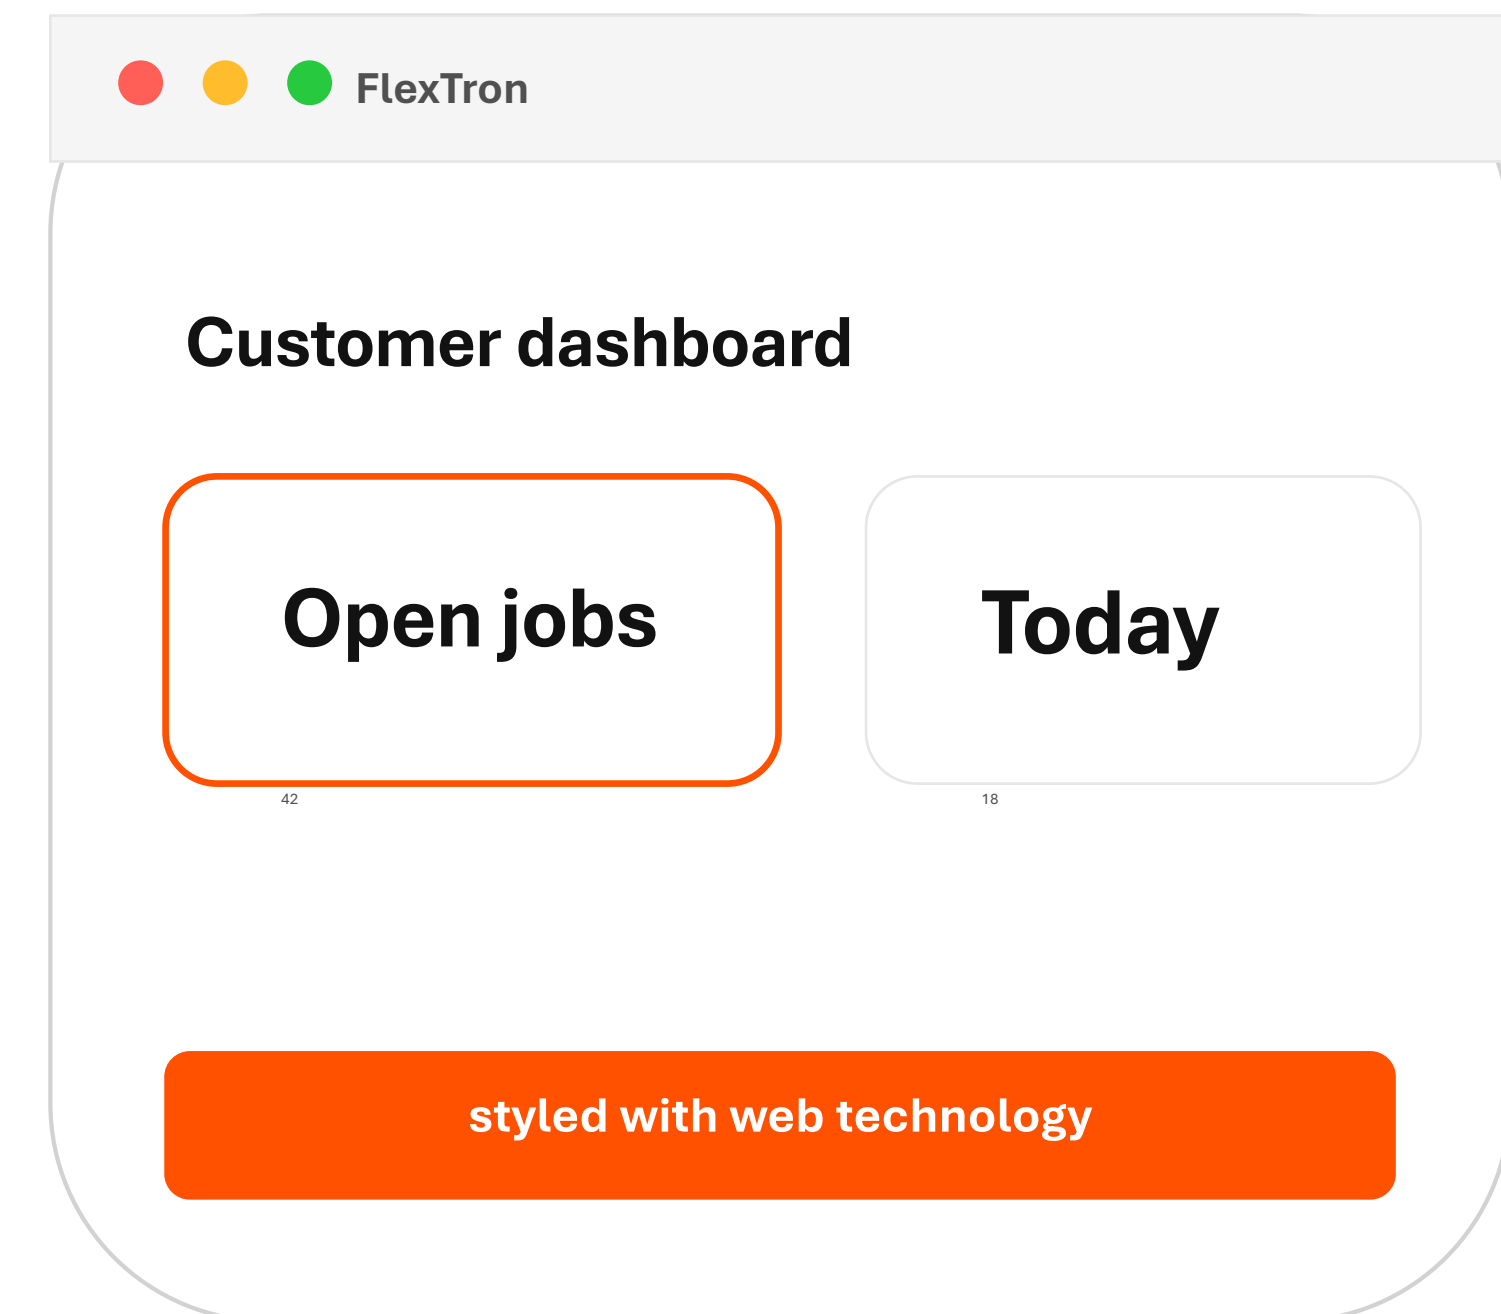 FlexTron
Customer dashboard
Open jobs
42
Today
18
styled with web technology